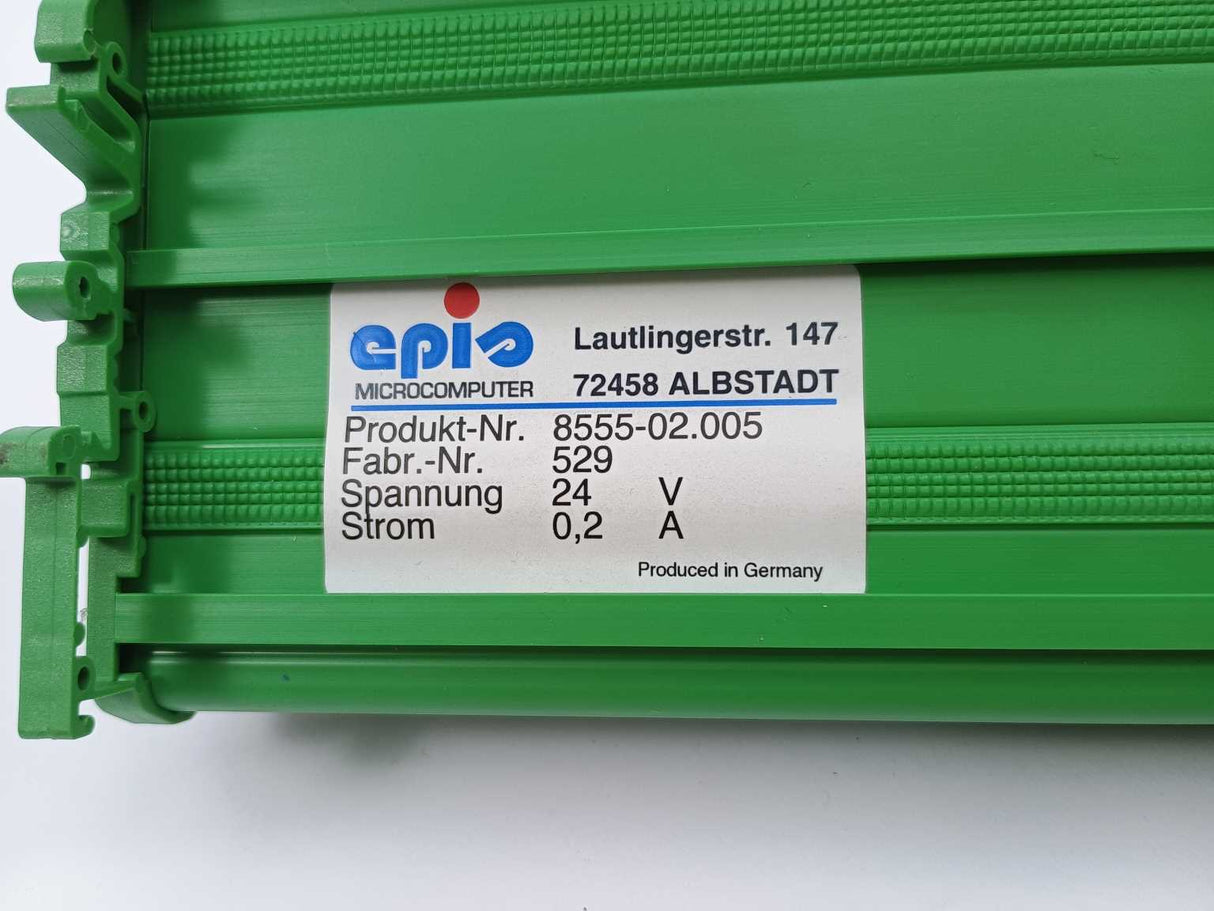 epis Lautlingerstr. 147
MICROCOMPUTER 72458 ALBSTADT
Produkt-Nr. 8555-02.005
Fabr.-Nr. 529
Spannung 24 V
Strom 0,2 A
Produced in Germany